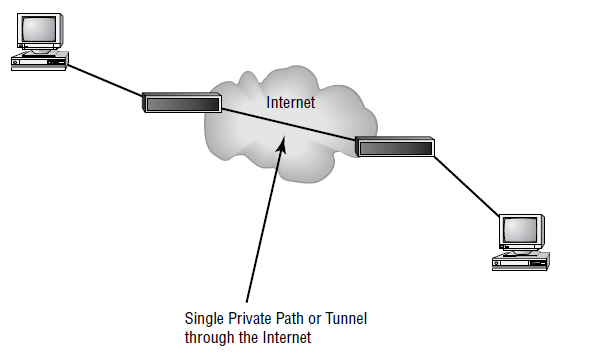 Internet
Single Private Path or Tunnel
through the Internet